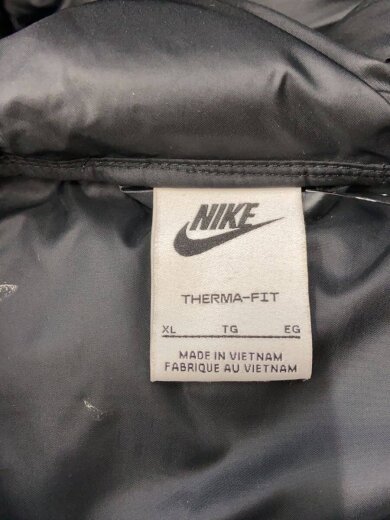 NIKE
THERMA-FIT
XL TG EG
MADE IN VIETNAM
FABRIQUE AU VIETNAM